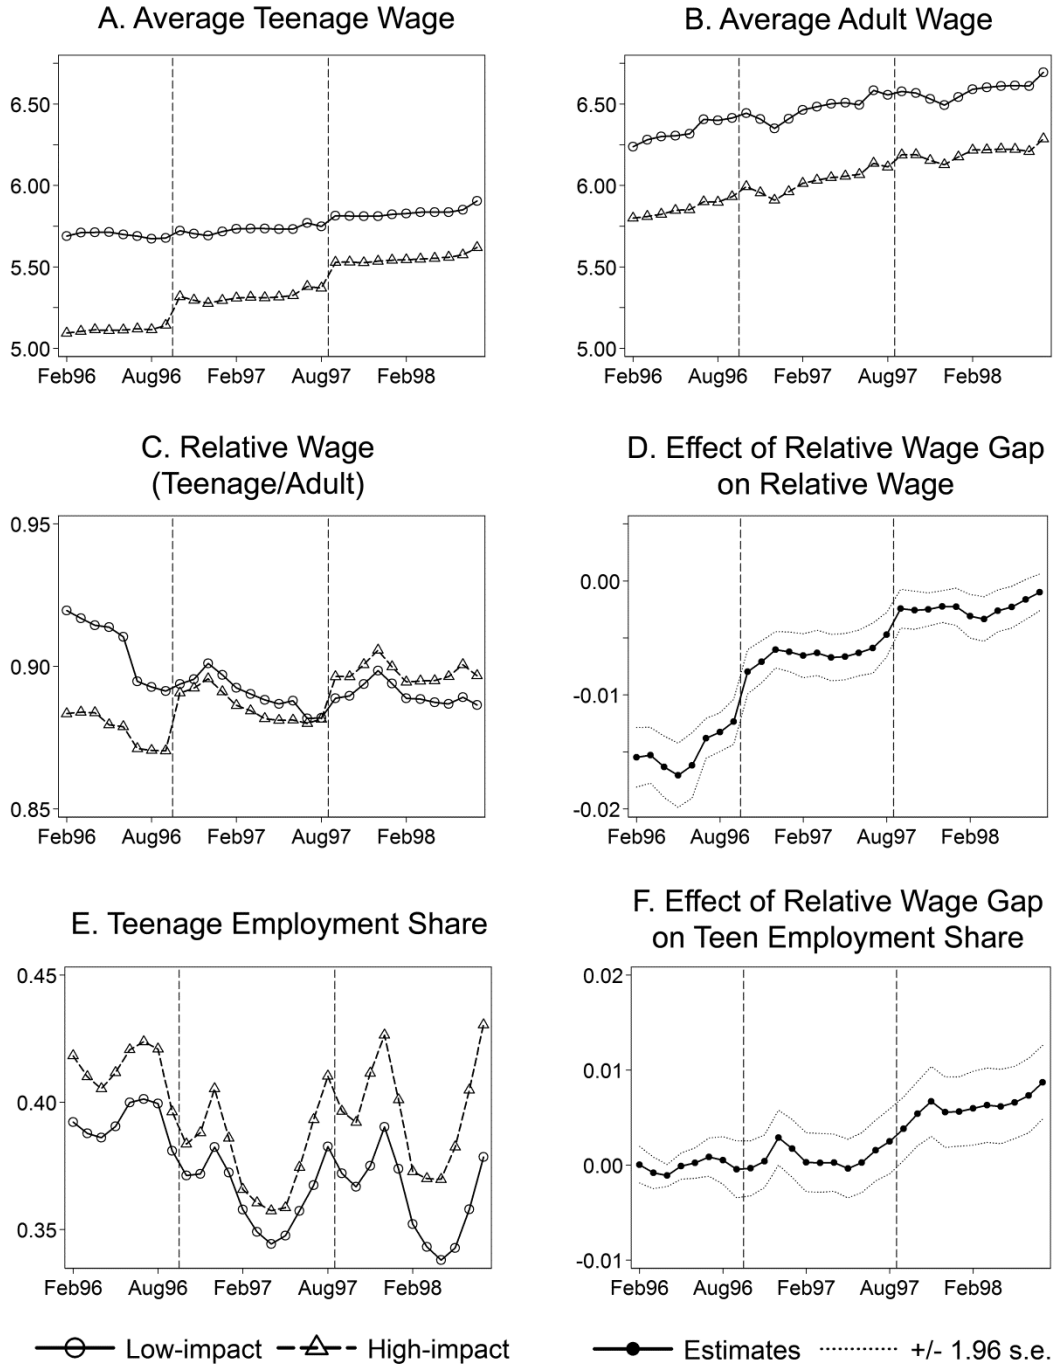 A. Average Teenage Wage
B. Average Adult Wage
6.50
6.00
5.50
5.00
Feb96 Aug96 Feb97 Aug97 Feb98
6.50
6.00
5.50
5.00
Feb96 Aug96 Feb97 Aug97 Feb98
C. Relative Wage
(Teenage/Adult)
D. Effect of Relative Wage Gap
on Relative Wage
0.95
0.90
0.85
Feb96 Aug96 Feb97 Aug97 Feb98
0.00
-0.01
-0.02
Feb96 Aug96 Feb97 Aug97 Feb98
E. Teenage Employment Share
F. Effect of Relative Wage Gap
on Teen Employment Share
0.45
0.40
0.35
Feb96 Aug96 Feb97 Aug97 Feb98
0.02
0.01
0.00
-0.01
Feb96 Aug96 Feb97 Aug97 Feb98
Low-impact High-impact
Estimates +/- 1.96 s.e.